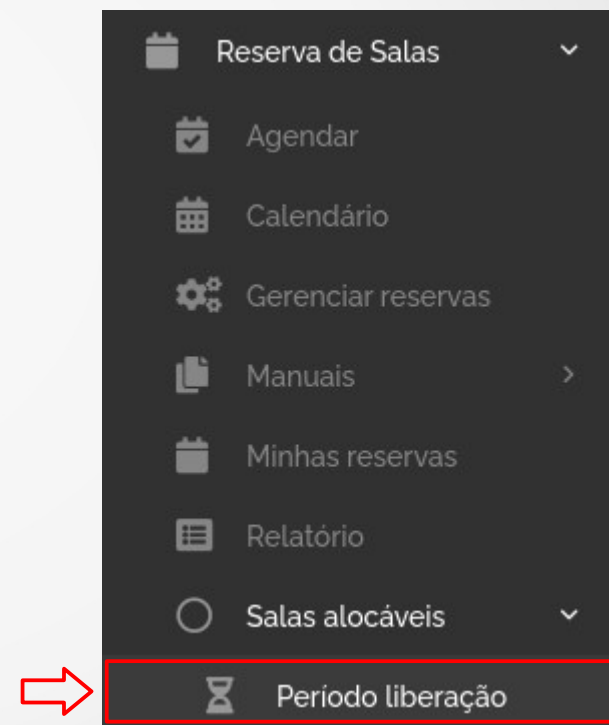 Reserva de Salas
Agendar
Calendário
Gerenciar reservas
Manuais
Minhas reservas
Relatório
Salas alocáveis
Período liberação